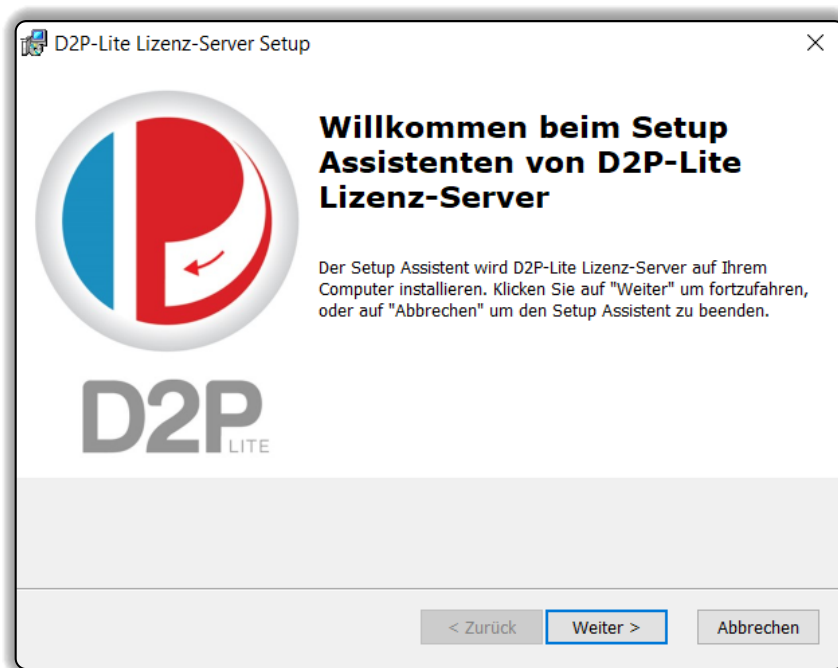 D2P-Lite Lizenz-Server Setup
Willkommen beim Setup
Assistenten von D2P-Lite
Lizenz-Server
Der Setup Assistent wird D2P-Lite Lizenz-Server auf Ihrem
Computer installieren. Klicken Sie auf "Weiter" um fortzufahren,
oder auf "Abbrechen" um den Setup Assistent zu beenden.
D2P
LITE
< Zurück
Weiter >
Abbrechen